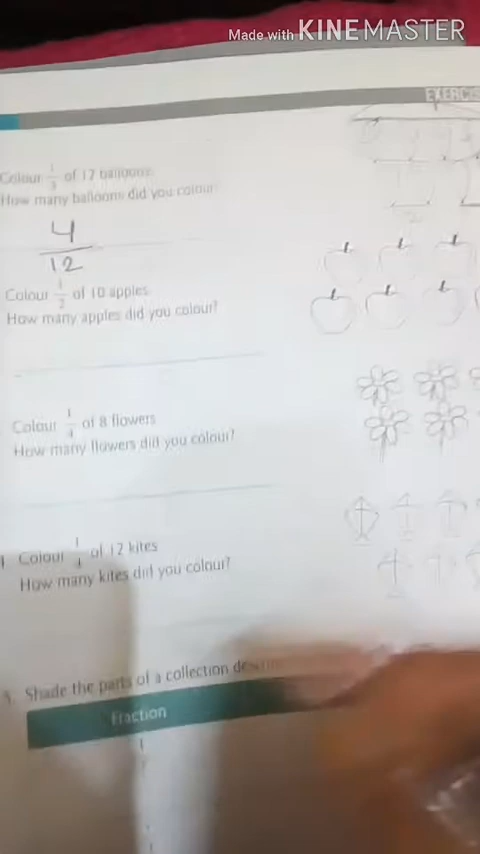 Made with KINEMASTER
EXERCIS
Colour 1/3 of 12 balloons.
How many balloons did you colour?
4/12
Colour 1/2 of 10 apples
How many apples did you colour?
Colour 1/4 of 8 flowers
How many flowers did you colour?
Colour 1/4 of 12 kites
How many kites did you colour?
Shade the parts of a collection
Fraction